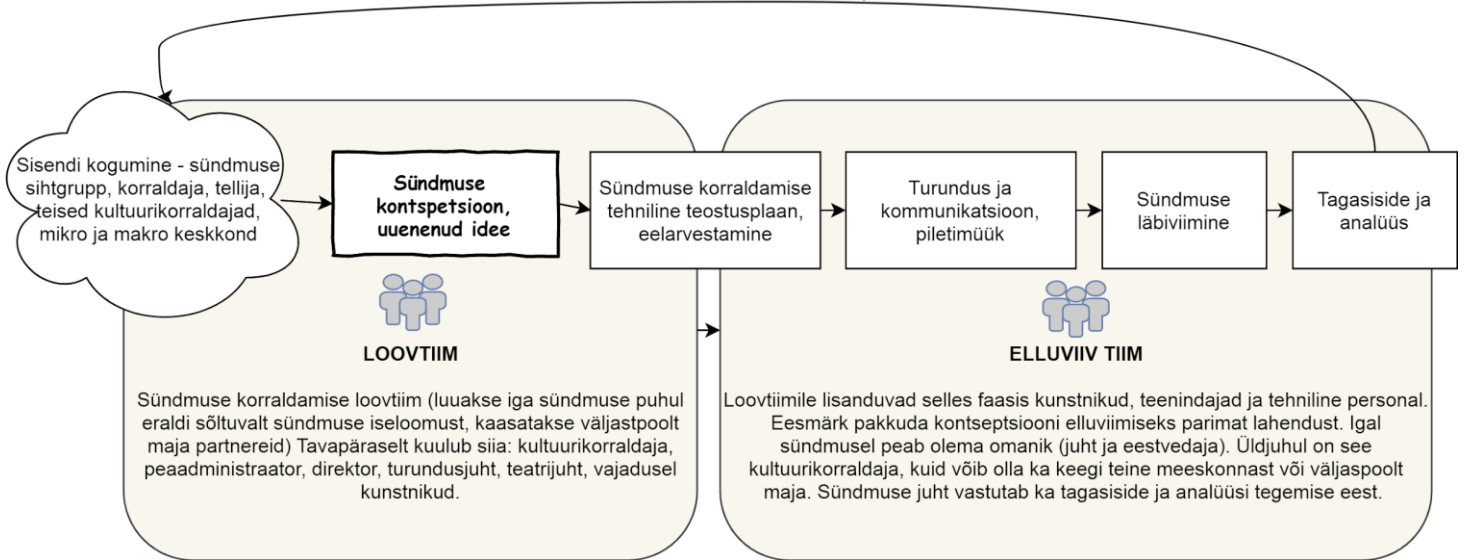 Sisendi kogumine - sündmuse
sihtgrupp, korraldaja, tellija,
teised kultuurikorraldajad,
mikro ja makro keskkond
Sündmuse
kontspetsioon,
uuenenud idee
Sündmuse korraldamise
tehniline teostusplaan,
eelarvestamine
Turundus ja
kommunikatsioon,
piletimüük
Sündmuse
läbiviimine
Tagasiside ja
analüüs
LOOVTIIM
Sündmuse korraldamise loovtiim (luuakse iga sündmuse puhul
eraldi sõltuvalt sündmuse iseloomust, kaasatakse väljastpoolt
maja partnereid) Tavapäraselt kuulub siia: kultuurikorraldaja,
peaadministraator, direktor, turundusjuht, teatrijuht, vajadusel
kunstnikud.
ELLUVIIV TIIM
Loovtiimile lisanduvad selles faasis kunstnikud, teenindajad ja tehniline personal.
Eesmärk pakkuda kontseptsiooni elluviimiseks parimat lahendust. Igal
sündmusel peab olema omanik (juht ja eestvedaja). Üldjuhul on see
kultuurikorraldaja, kuid võib olla ka keegi teine meeskonnast või väljaspoolt
maja. Sündmuse juht vastutab ka tagasiside ja analüüsi tegemise eest.